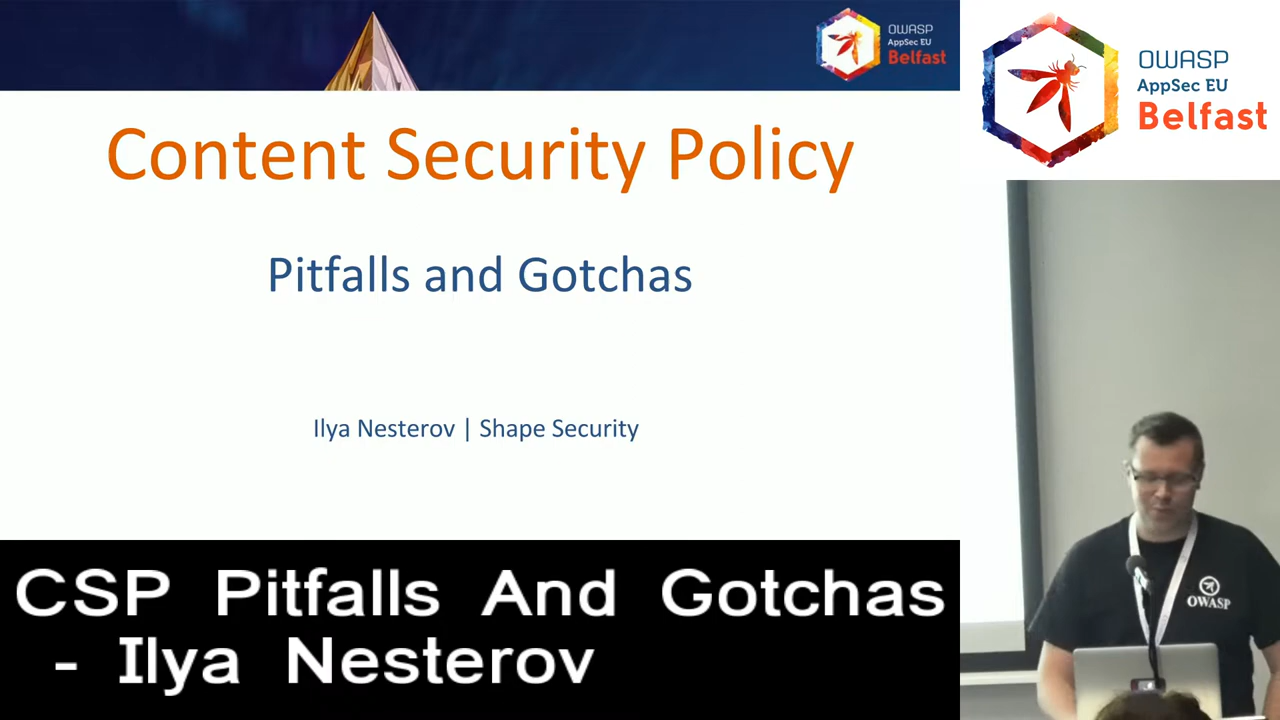 OWASP
AppSec EU
Belfast
OWASP
AppSec EU
Belfast
Content Security Policy
Pitfalls and Gotchas
Ilya Nesterov | Shape Security
CSP Pitfalls And Gotchas
- Ilya Nesterov
OWASP